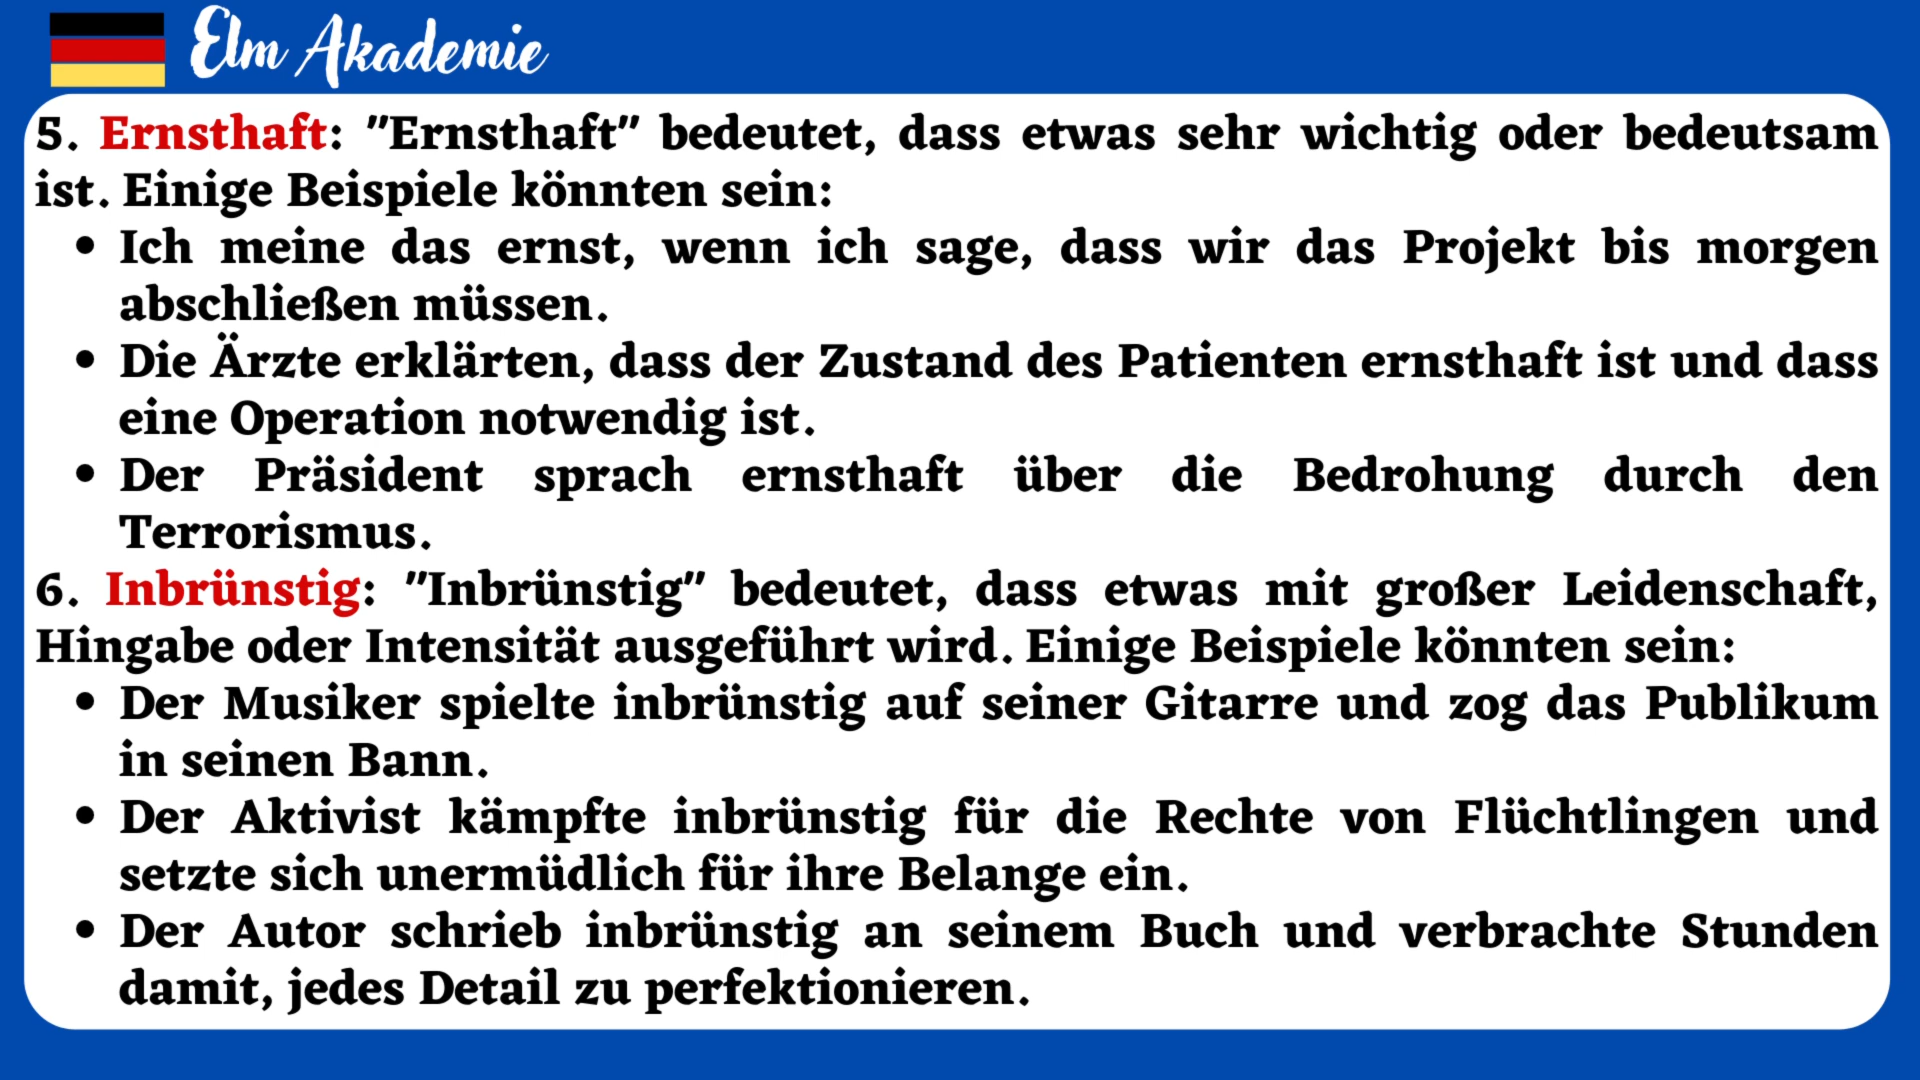 Elm Akademie
5. Ernsthaft: "Ernsthaft" bedeutet, dass etwas sehr wichtig oder bedeutsam
ist. Einige Beispiele könnten sein:
• Ich meine das ernst, wenn ich sage, dass wir das Projekt bis morgen
abschließen müssen.
• Die Ärzte erklärten, dass der Zustand des Patienten ernsthaft ist und dass
eine Operation notwendig ist.
• Der Präsident sprach ernsthaft über die Bedrohung durch den
Terrorismus.
6. Inbrünstig: "Inbrünstig" bedeutet, dass etwas mit großer Leidenschaft,
Hingabe oder Intensität ausgeführt wird. Einige Beispiele könnten sein:
• Der Musiker spielte inbrünstig auf seiner Gitarre und zog das Publikum
in seinen Bann.
• Der Aktivist kämpfte inbrünstig für die Rechte von Flüchtlingen und
setzte sich unermüdlich für ihre Belange ein.
• Der Autor schrieb inbrünstig an seinem Buch und verbrachte Stunden
damit, jedes Detail zu perfektionieren.